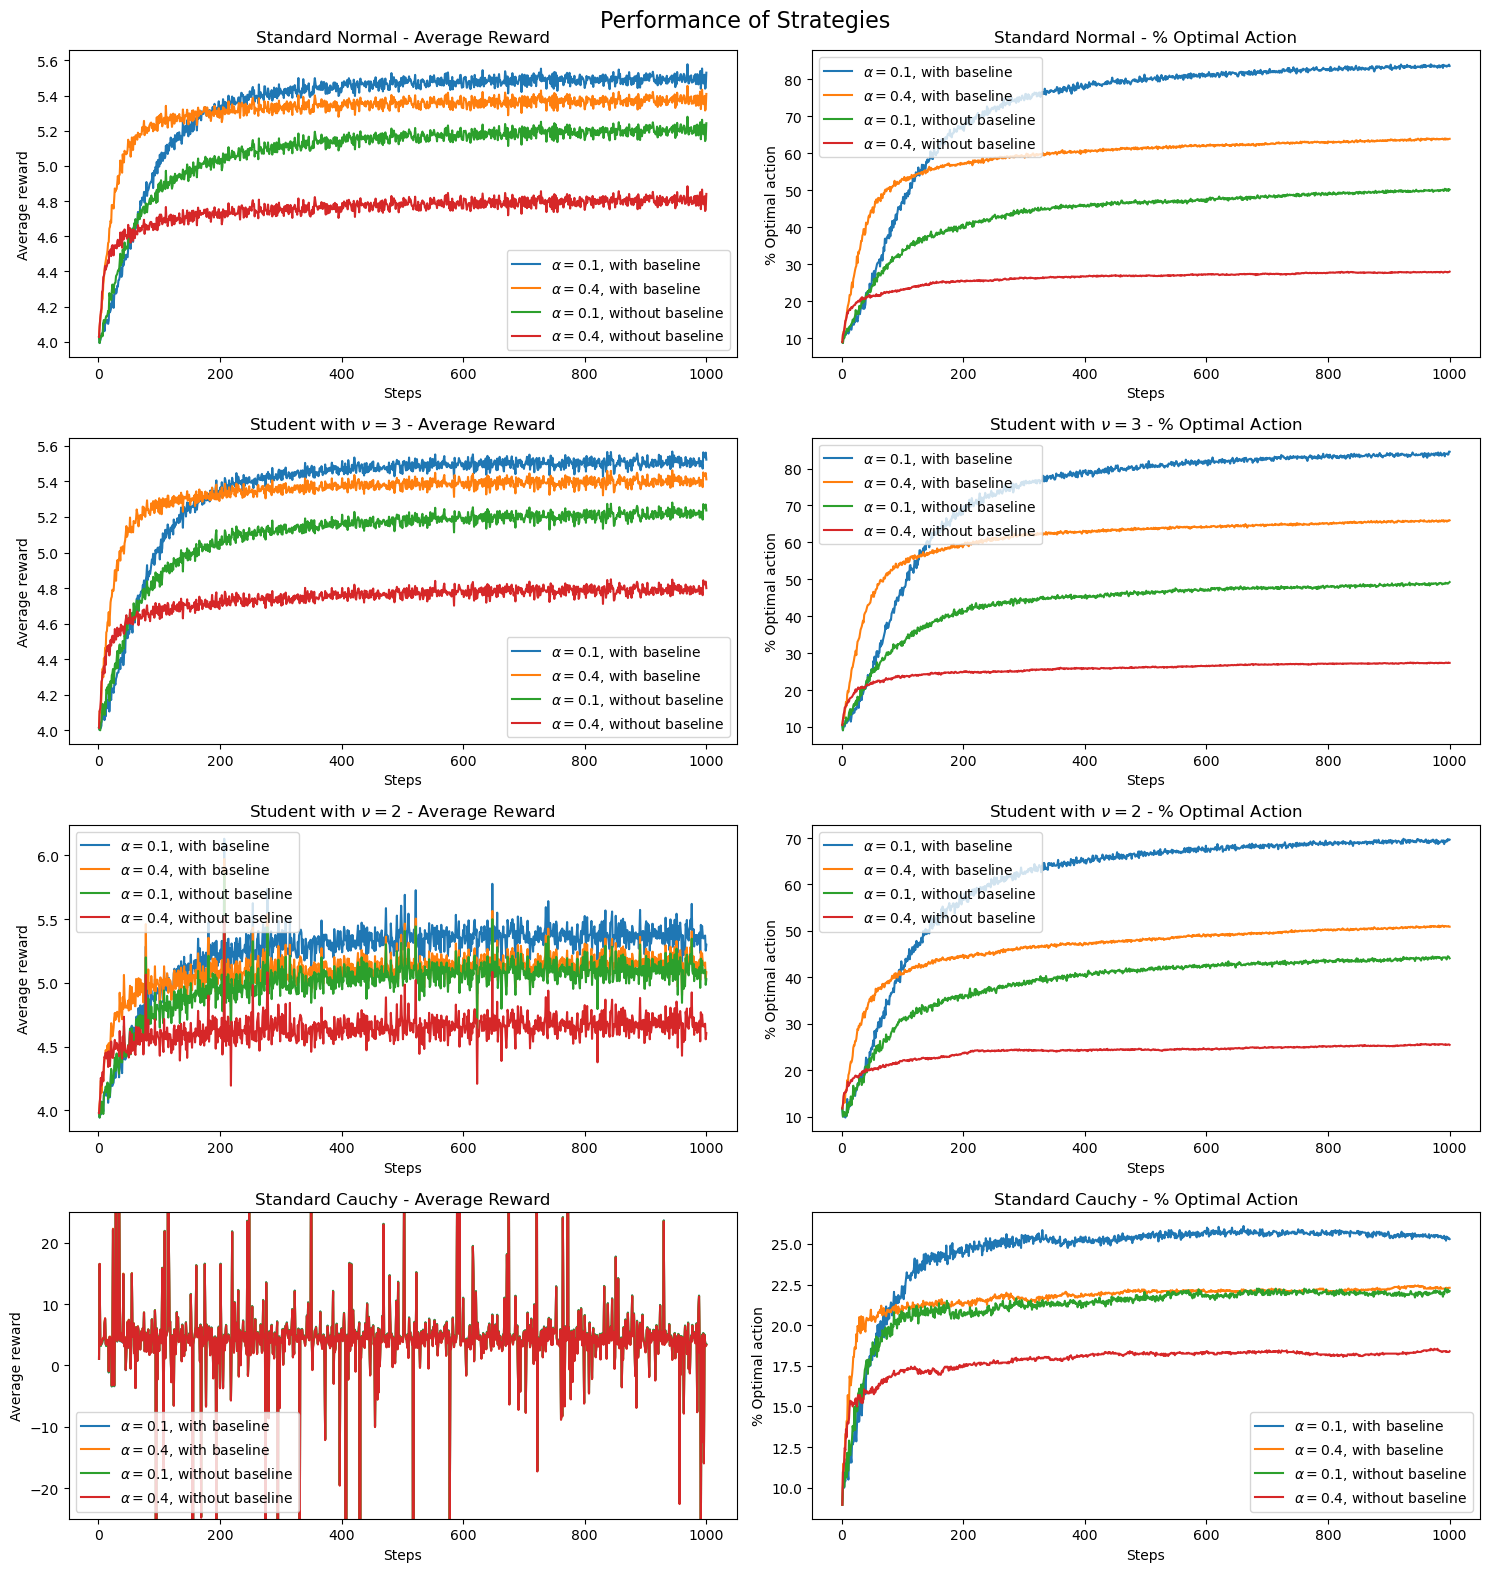 Performance of Strategies
Standard Normal - Average Reward
Average reward
5.6
5.4
5.2
5.0
4.8
4.6
4.4
4.2
4.0
α = 0.1, with baseline
α = 0.4, with baseline
α = 0.1, without baseline
α = 0.4, without baseline
0 200 400 600 800 1000
Steps
Standard Normal - % Optimal Action
% Optimal action
80
70
60
50
40
30
20
10
α = 0.1, with baseline
α = 0.4, with baseline
α = 0.1, without baseline
α = 0.4, without baseline
0 200 400 600 800 1000
Steps
Student with ν = 3 - Average Reward
Average reward
5.6
5.4
5.2
5.0
4.8
4.6
4.4
4.2
4.0
α = 0.1, with baseline
α = 0.4, with baseline
α = 0.1, without baseline
α = 0.4, without baseline
0 200 400 600 800 1000
Steps
Student with ν = 3 - % Optimal Action
% Optimal action
80
70
60
50
40
30
20
10
α = 0.1, with baseline
α = 0.4, with baseline
α = 0.1, without baseline
α = 0.4, without baseline
0 200 400 600 800 1000
Steps
Student with ν = 2 - Average Reward
Average reward
6.0
5.5
5.0
4.5
4.0
α = 0.1, with baseline
α = 0.4, with baseline
α = 0.1, without baseline
α = 0.4, without baseline
0 200 400 600 800 1000
Steps
Student with ν = 2 - % Optimal Action
% Optimal action
70
60
50
40
30
20
10
α = 0.1, with baseline
α = 0.4, with baseline
α = 0.1, without baseline
α = 0.4, without baseline
0 200 400 600 800 1000
Steps
Standard Cauchy - Average Reward
Average reward
20
10
0
−10
−20
α = 0.1, with baseline
α = 0.4, with baseline
α = 0.1, without baseline
α = 0.4, without baseline
0 200 400 600 800 1000
Steps
Standard Cauchy - % Optimal Action
% Optimal action
25.0
22.5
20.0
17.5
15.0
12.5
10.0
α = 0.1, with baseline
α = 0.4, with baseline
α = 0.1, without baseline
α = 0.4, without baseline
0 200 400 600 800 1000
Steps